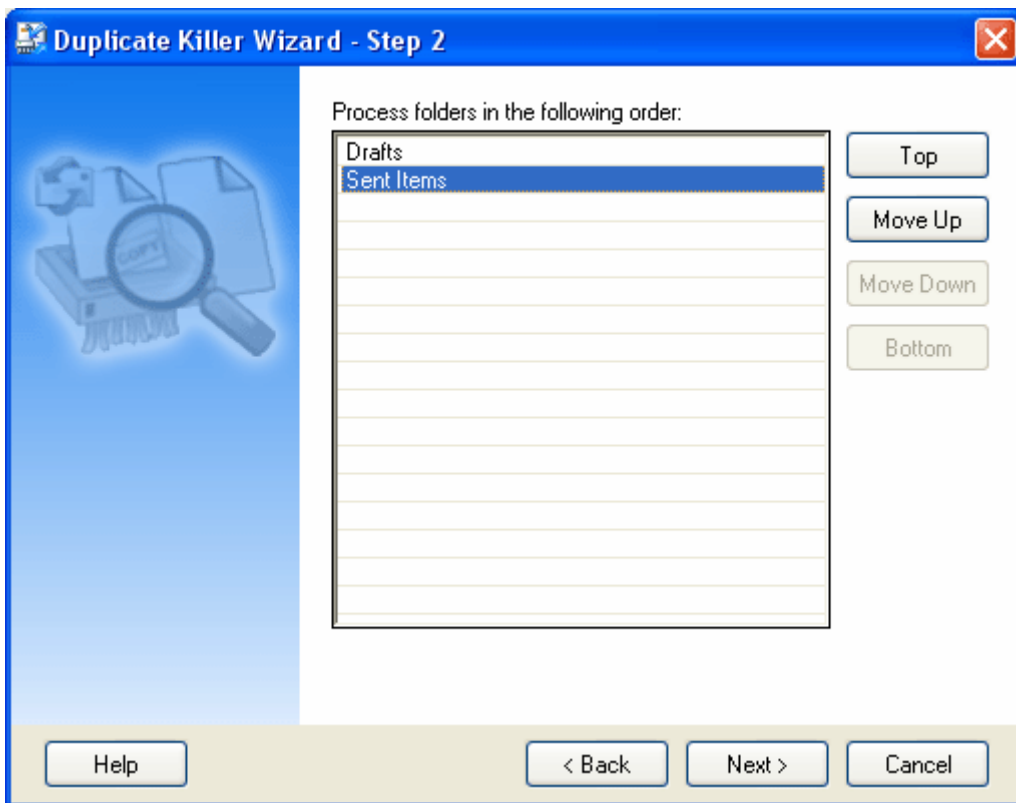 Duplicate Killer Wizard - Step 2
Process folders in the following order:
Drafts
Sent Items
Top
Move Up
Move Down
Bottom
COPY
Help
< Back
Next >
Cancel